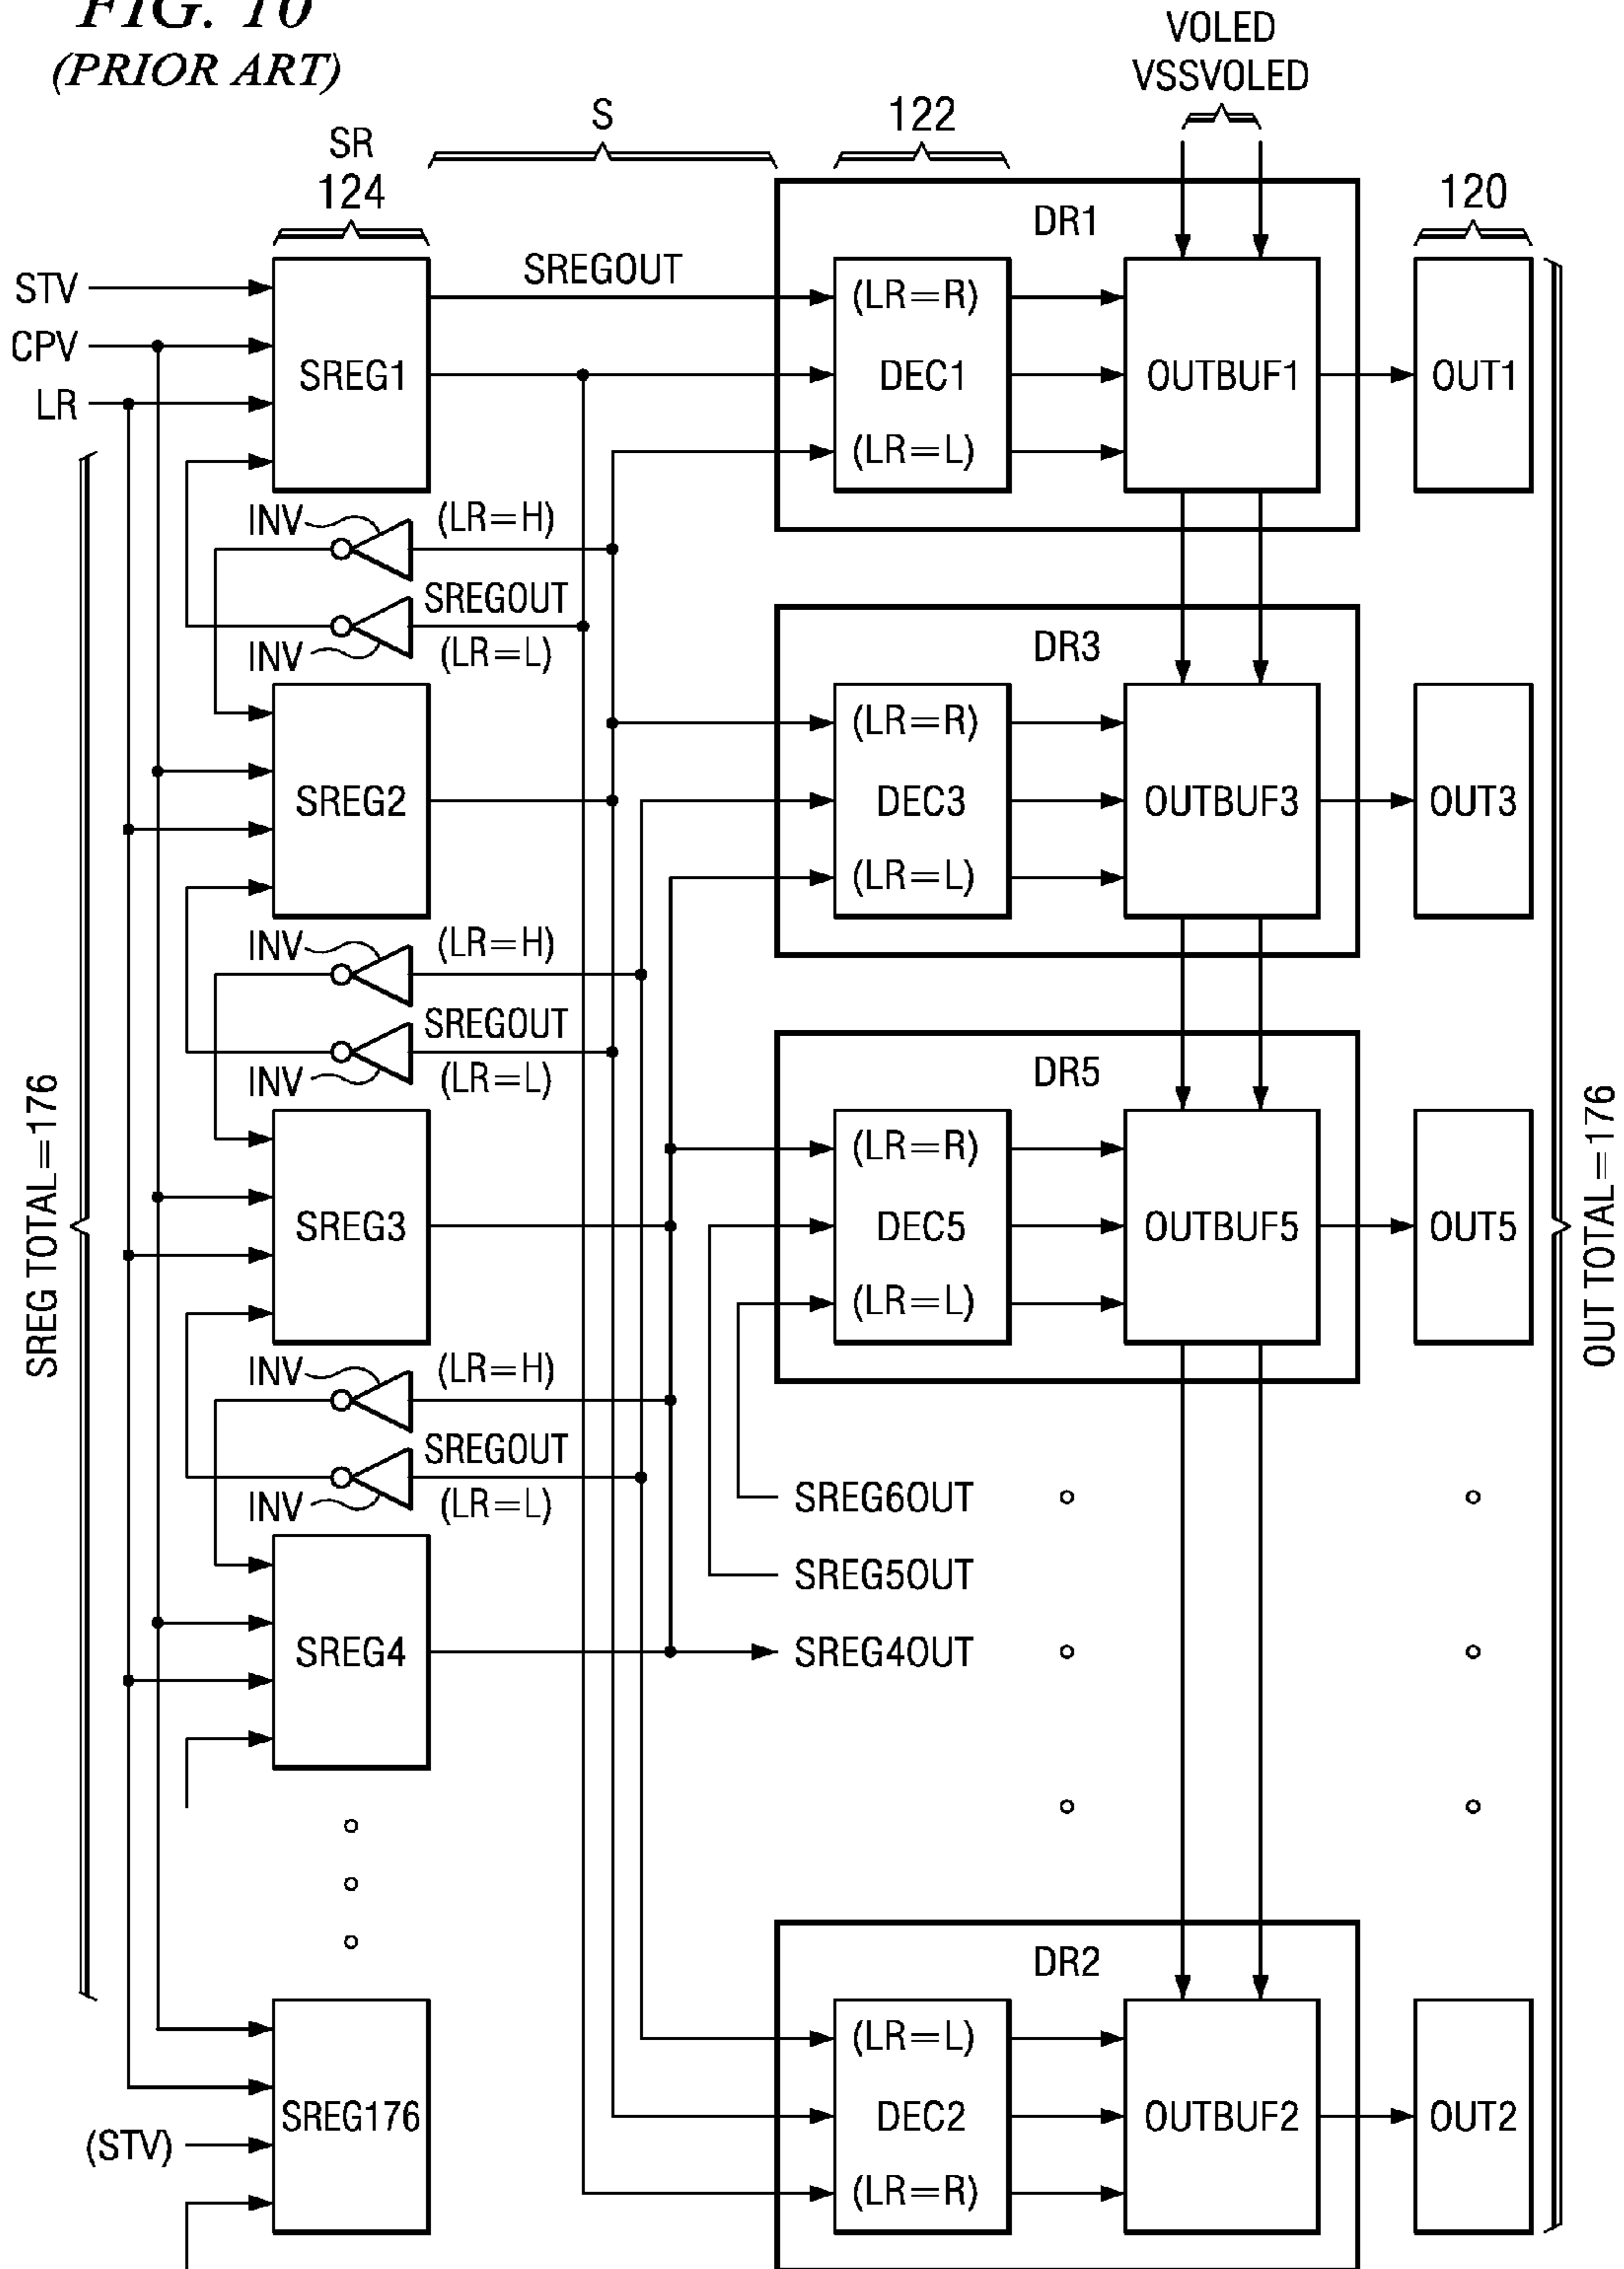 FIG. 10
(PRIOR ART)
VOLED
VSSVOLED
SR
124
S
122
120
STV
CPV
LR
SREG1
SREGOUT
DR1
(LR=R)
DEC1
(LR=L)
OUTBUF1
OUT1
INV
(LR=H)
SREGOUT
INV
(LR=L)
SREG2
DR3
(LR=R)
DEC3
(LR=L)
OUTBUF3
OUT3
INV
(LR=H)
SREGOUT
INV
(LR=L)
SREG TOTAL=176
SREG3
DR5
(LR=R)
DEC5
(LR=L)
OUTBUF5
OUT5
OUT TOTAL=176
INV
(LR=H)
SREGOUT
INV
(LR=L)
SREG6OUT
SREG5OUT
SREG4
SREG4OUT
DR2
(LR=L)
DEC2
(LR=R)
OUTBUF2
OUT2
SREG176
(STV)